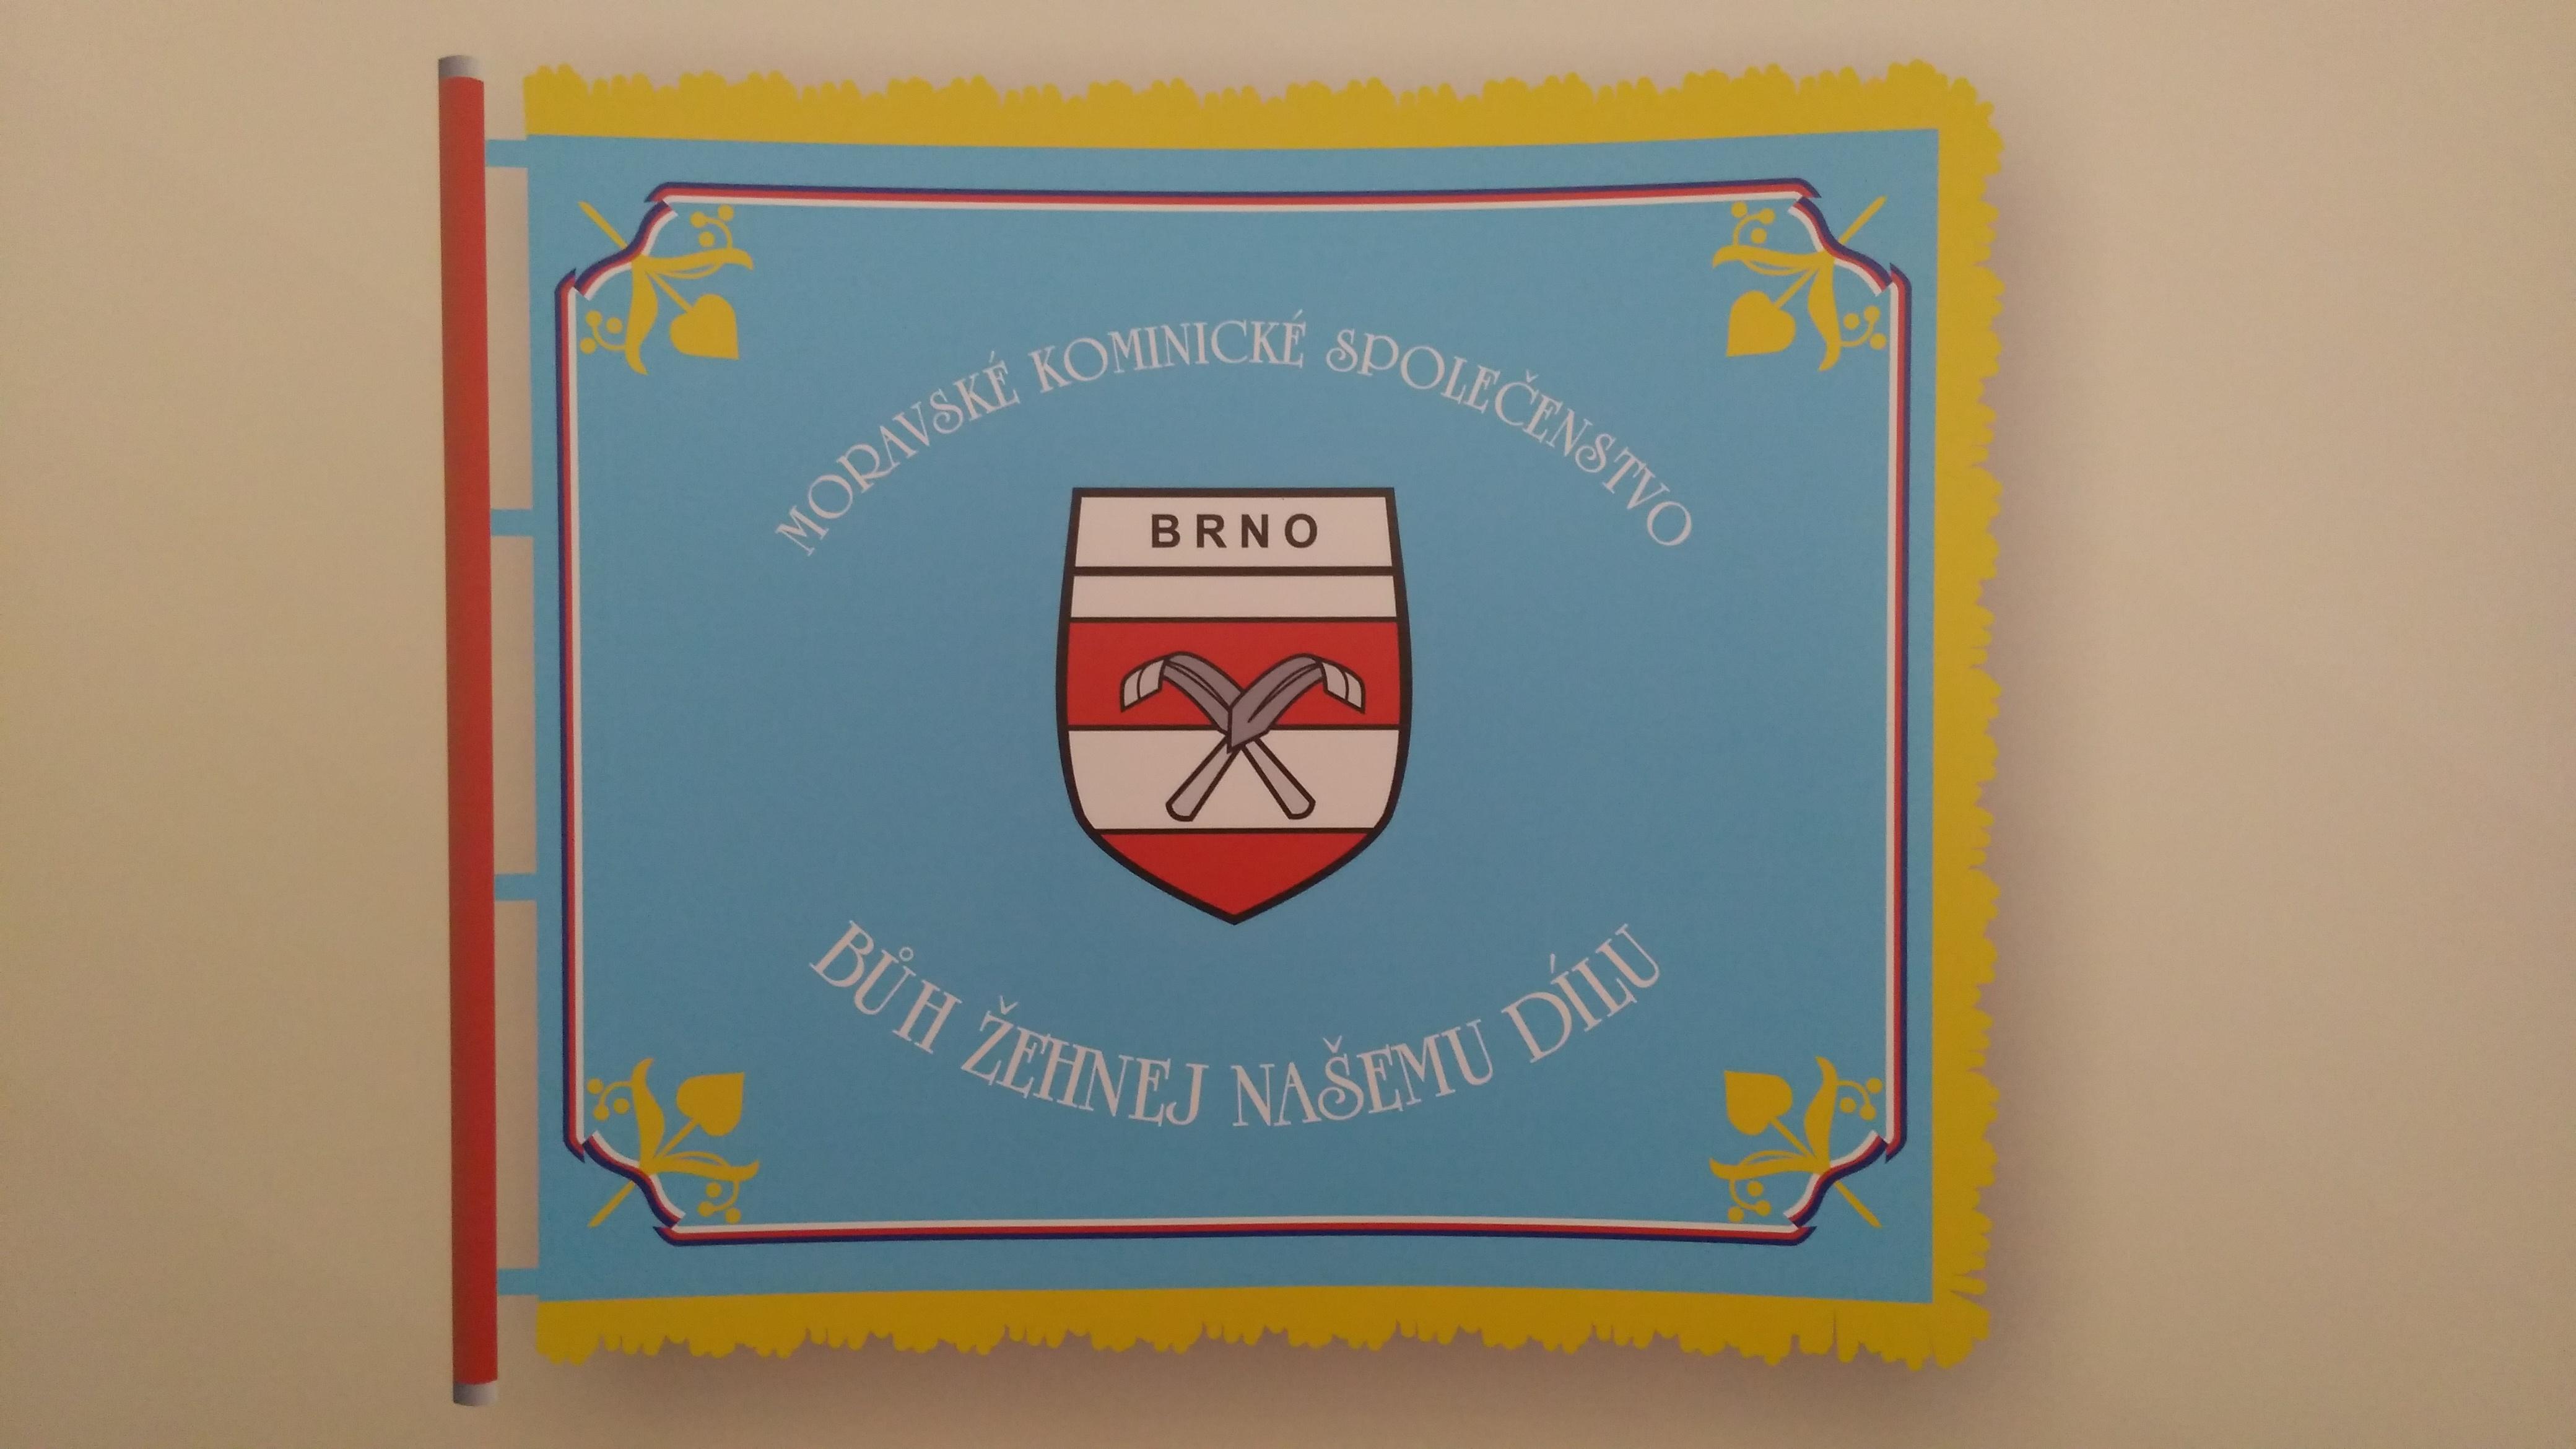 MORAVSKÉ KOMINICKÉ SPOLEČENSTVO
BRNO
BŮH ŽEHNEJ NAŠEMU DÍLU